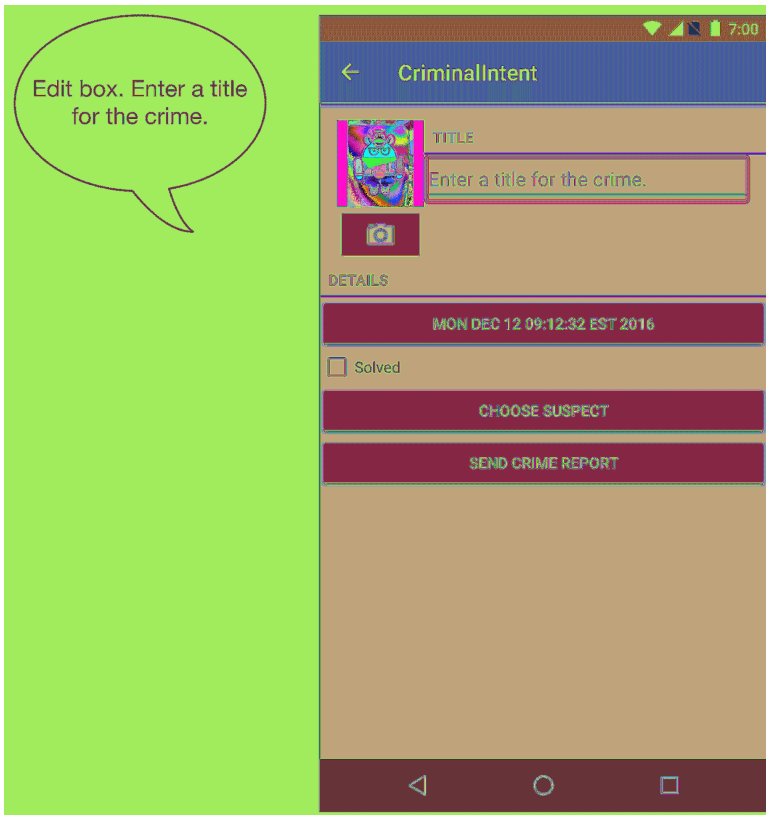 Edit box. Enter a title
for the crime.
7:00
CriminalIntent
TITLE
Enter a title for the crime.
DETAILS
MON DEC 12 09:12:32 EST 2016
Solved
CHOOSE SUSPECT
SEND CRIME REPORT